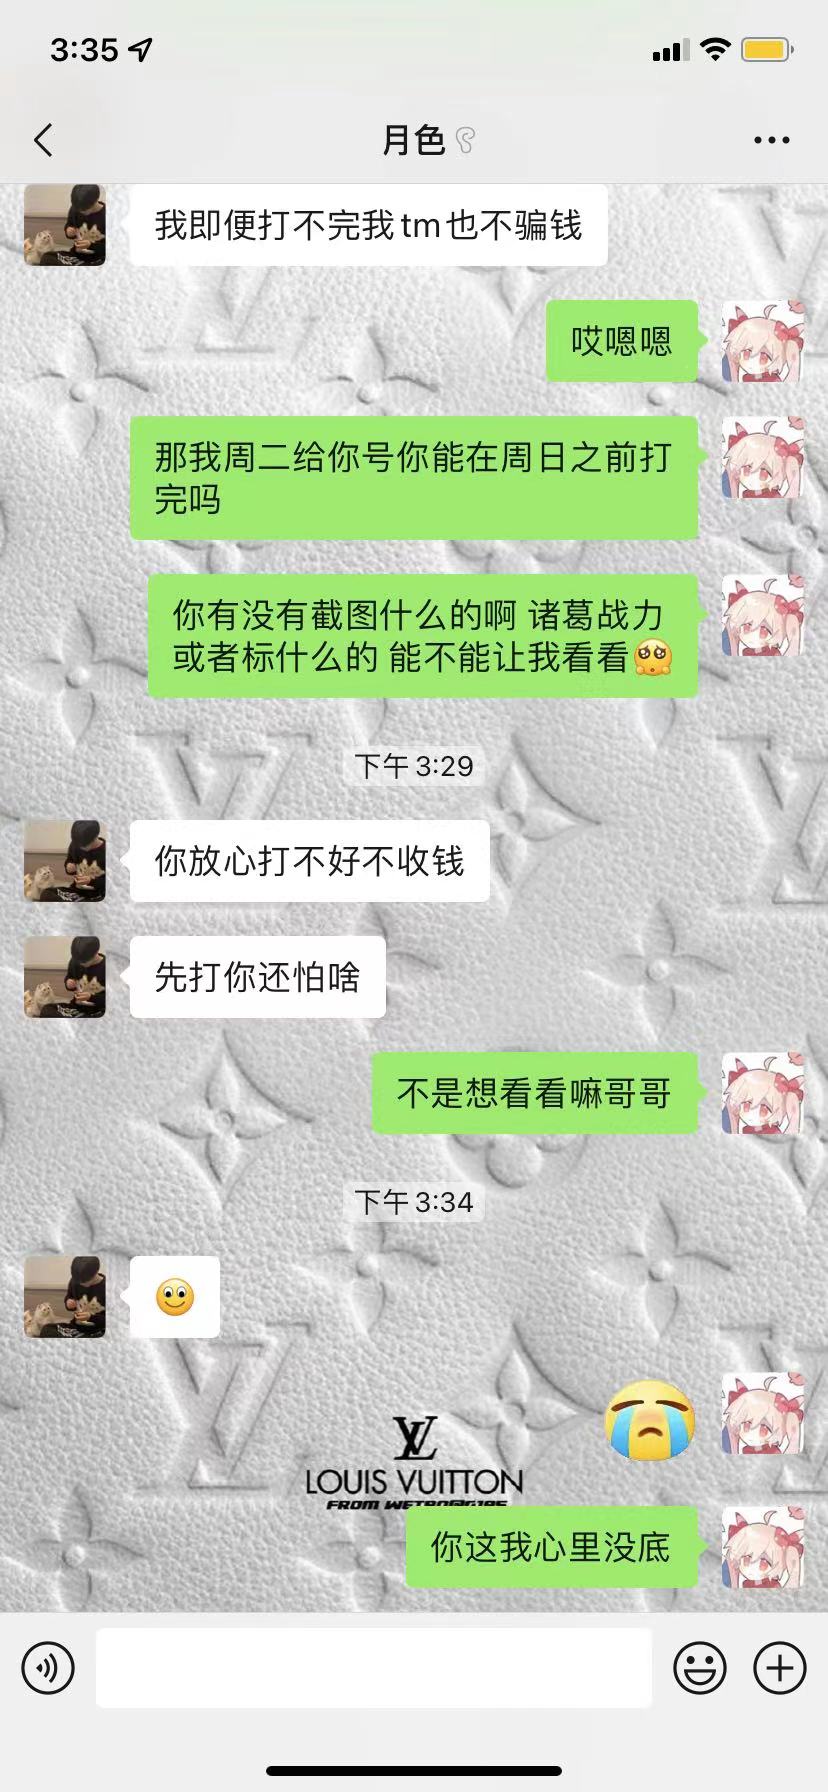 3:35
月色
我即便打不完我tm也不骗钱
哎嗯嗯
那我周二给你号你能在周日之前打
完吗
你有没有截图什么的啊 诸葛战力
或者标什么的 能不能让我看看🥺
下午 3:29
你放心打不好不收钱
先打你还怕啥
不是想看看嘛哥哥
下午 3:34
LV
LOUIS VUITTON
你这我心里没底